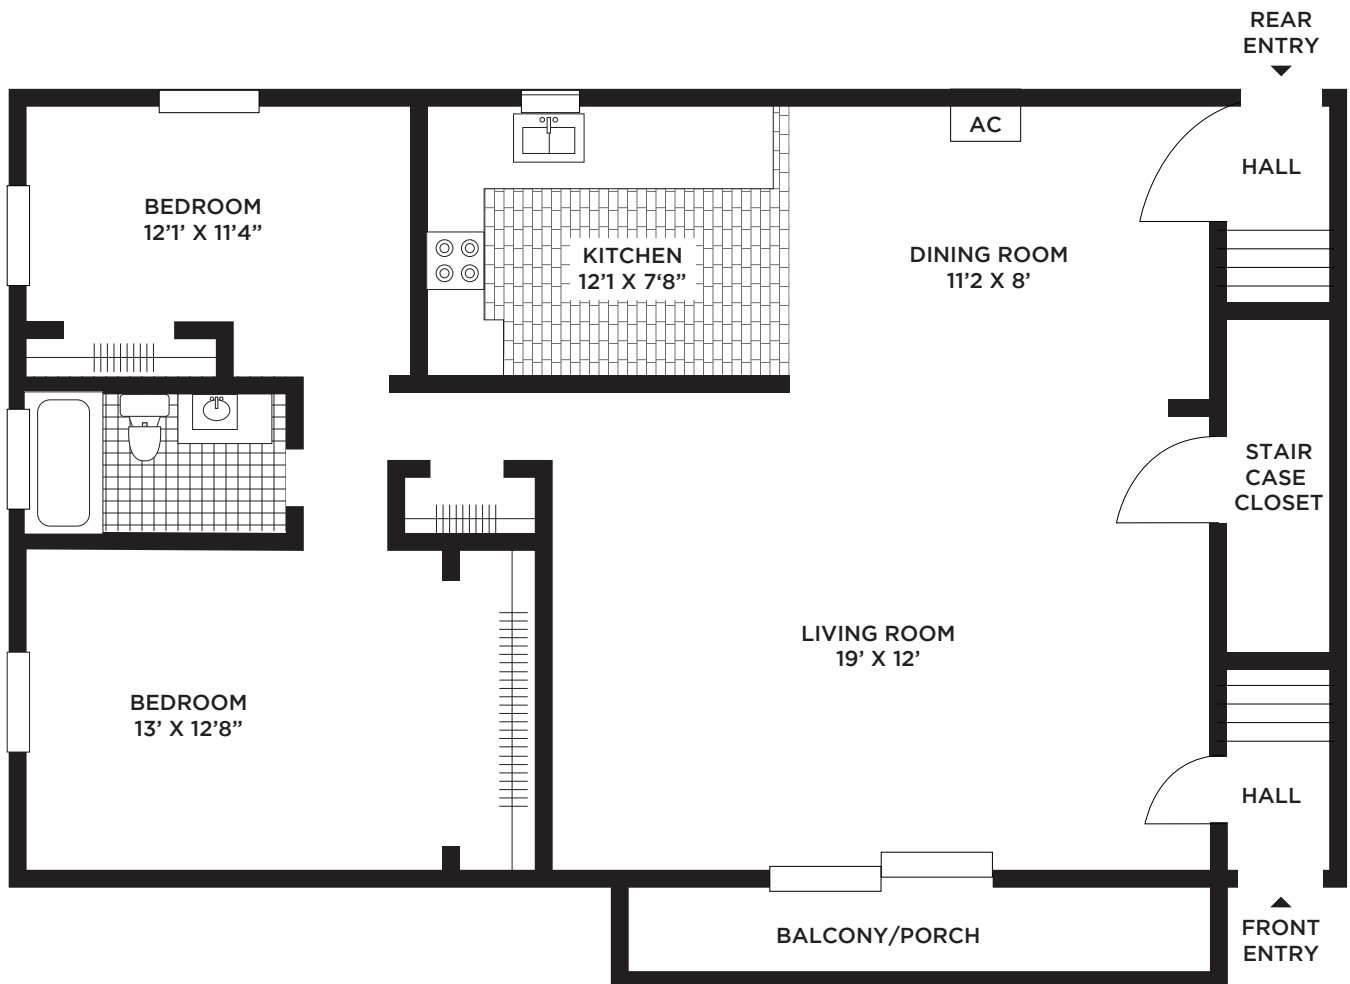 REAR
ENTRY
AC
HALL
BEDROOM
12'1' X 11'4”
KITCHEN
12'1 X 7‘8”
DINING ROOM
11'2 X 8'
STAIR
CASE
CLOSET
LIVING ROOM
19' X 12'
BEDROOM
13' X 12'8”
HALL
BALCONY/PORCH
FRONT
ENTRY